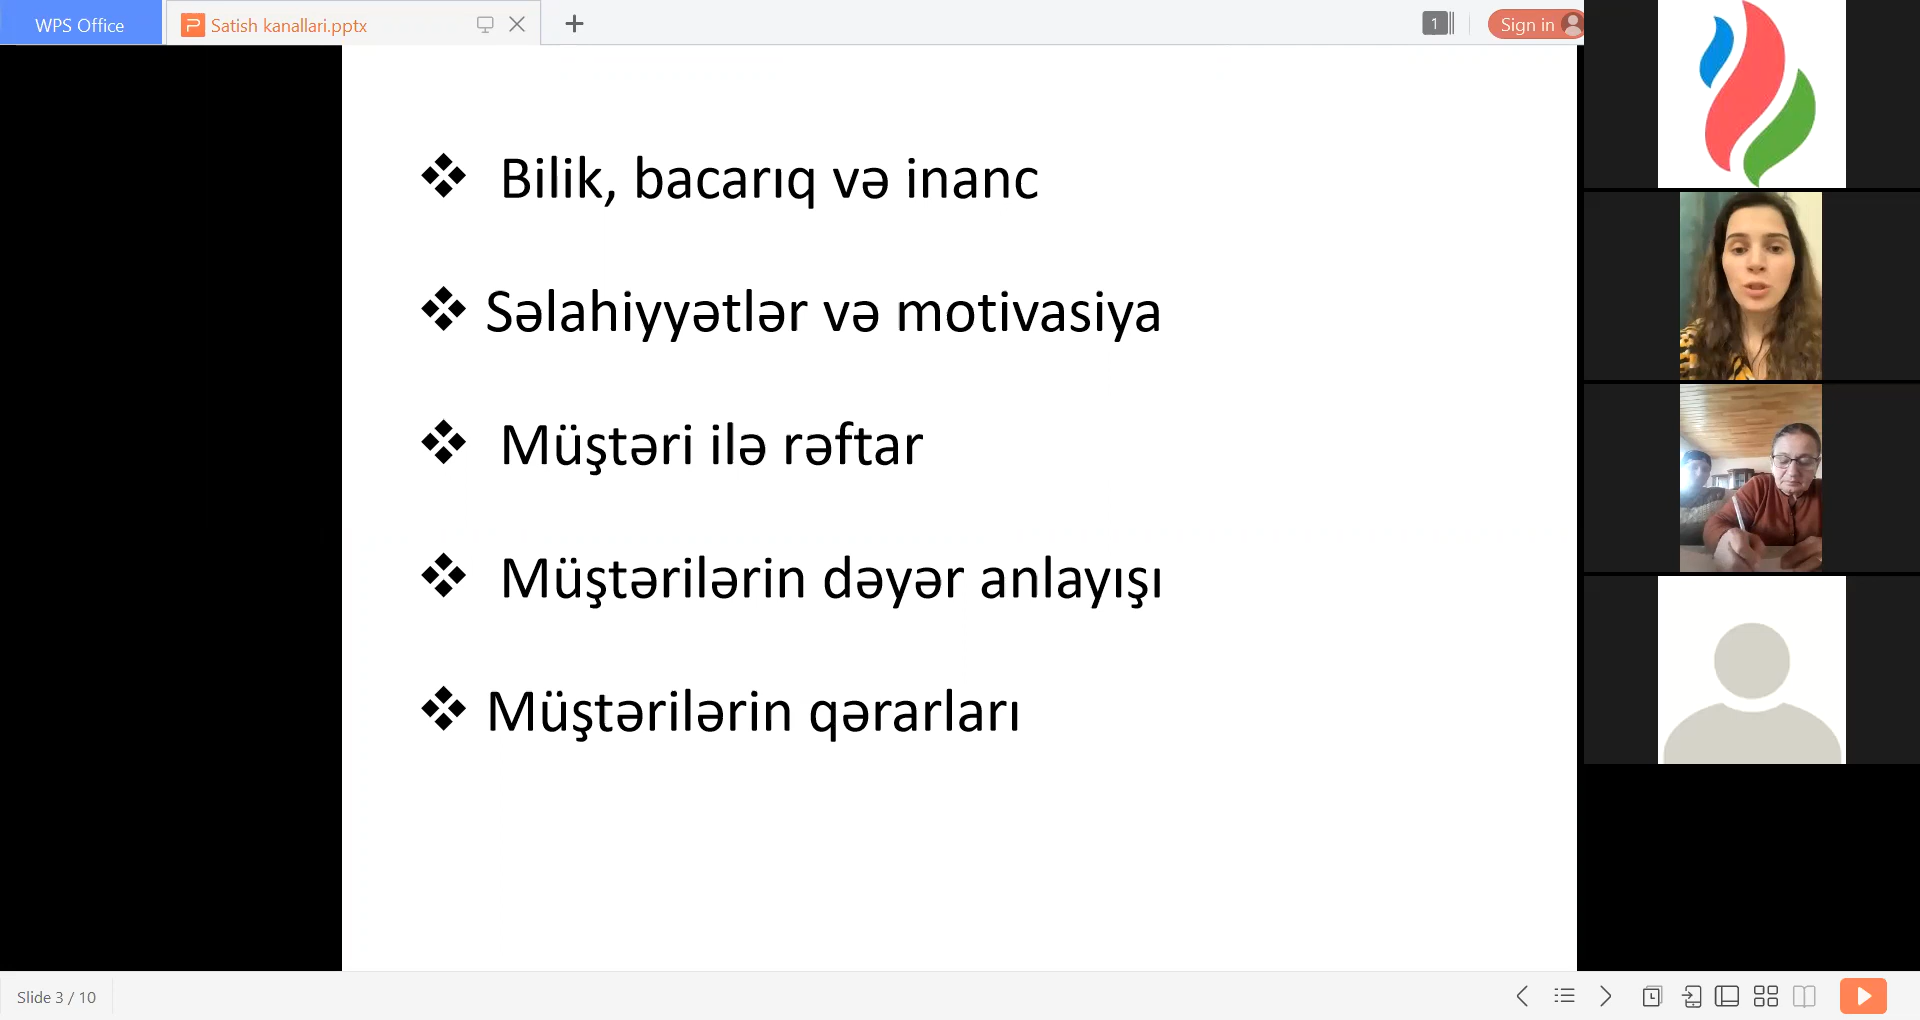 WPS Office
Satish kanallari.pptx
1
Sign in
Bilik, bacarıq və inanc
Səlahiyyətlər və motivasiya
Müştəri ilə rəftar
Müştərilərin dəyər anlayışı
Müştərilərin qərarları
Slide 3 / 10